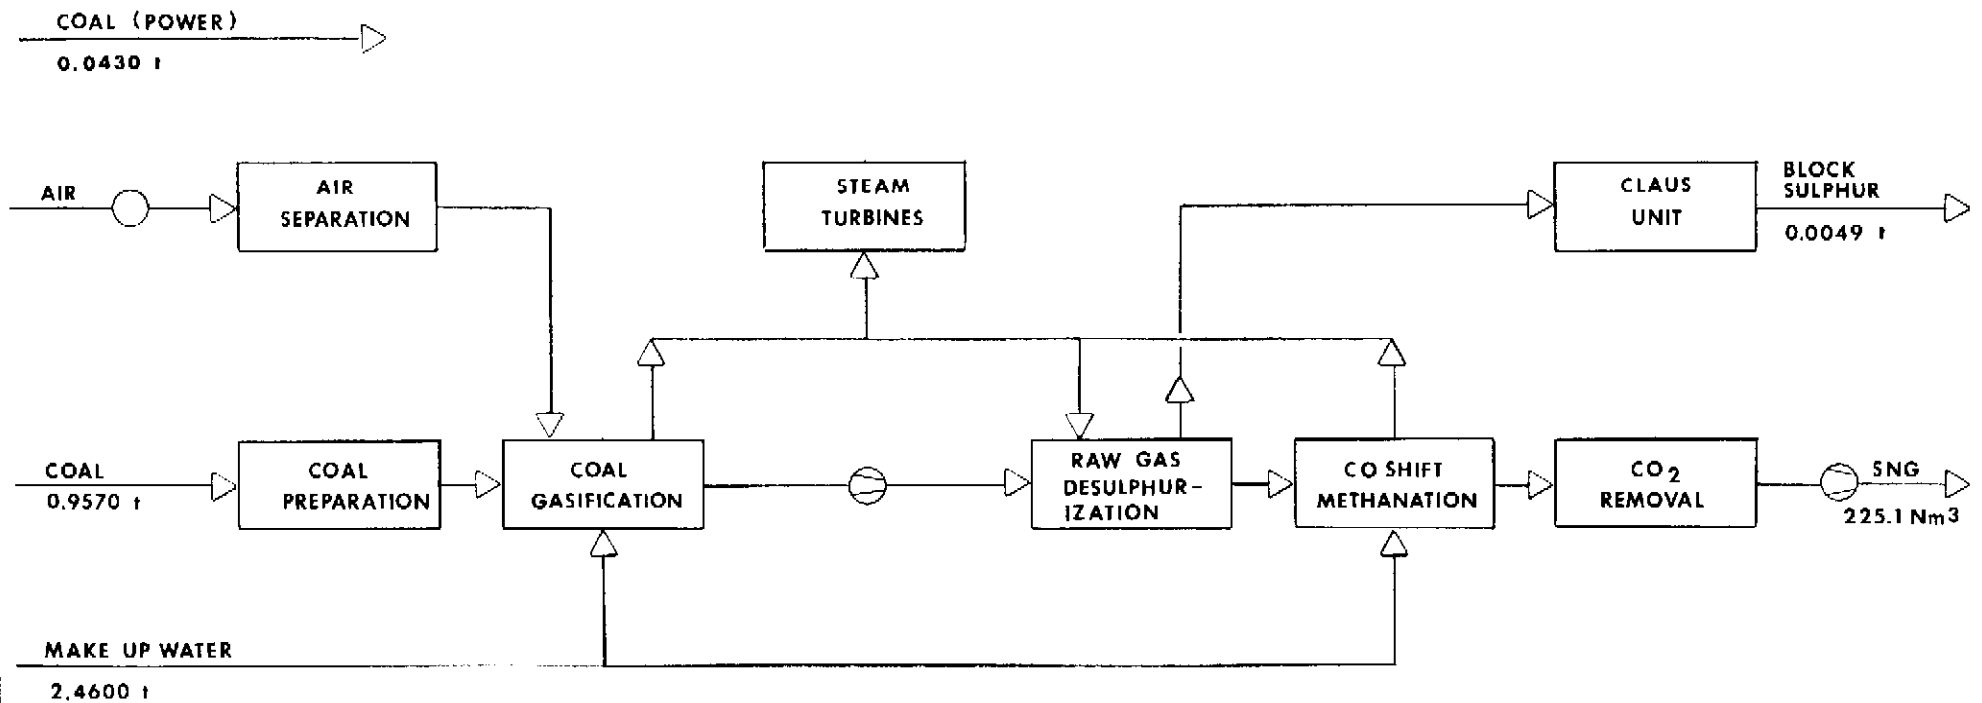 COAL (POWER)
0.0430 t
AIR
AIR
SEPARATION
STEAM
TURBINES
CLAUS
UNIT
BLOCK
SULPHUR
0.0049 t
COAL
0.9570 t
COAL
PREPARATION
COAL
GASIFICATION
RAW GAS
DESULPHUR-
IZATION
CO SHIFT
METHANATION
CO2
REMOVAL
SNG
225.1 Nm3
MAKE UP WATER
2,4600 t